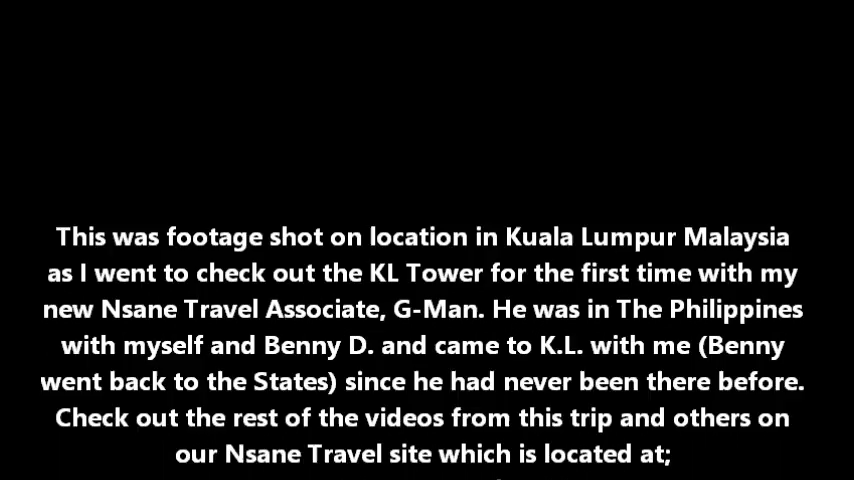 This was footage shot on location in Kuala Lumpur Malaysia
as I went to check out the KL Tower for the first time with my
new Nsane Travel Associate, G-Man. He was in The Philippines
with myself and Benny D. and came to K.L. with me (Benny
went back to the States) since he had never been there before.
Check out the rest of the videos from this trip and others on
our Nsane Travel site which is located at;